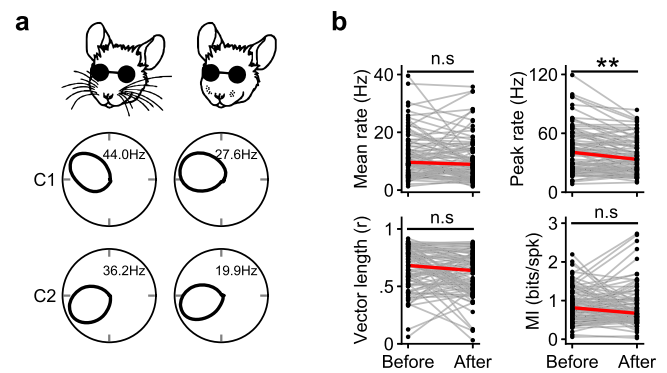 a
C1
44.0Hz
27.6Hz
C2
36.2Hz
19.9Hz
b
Mean rate (Hz)
40
20
0
n.s
Peak rate (Hz)
120
60
0
**
Vector length (r)
1
.5
0
n.s
Before
After
MI (bits/spk)
3
2
1
0
n.s
Before
After